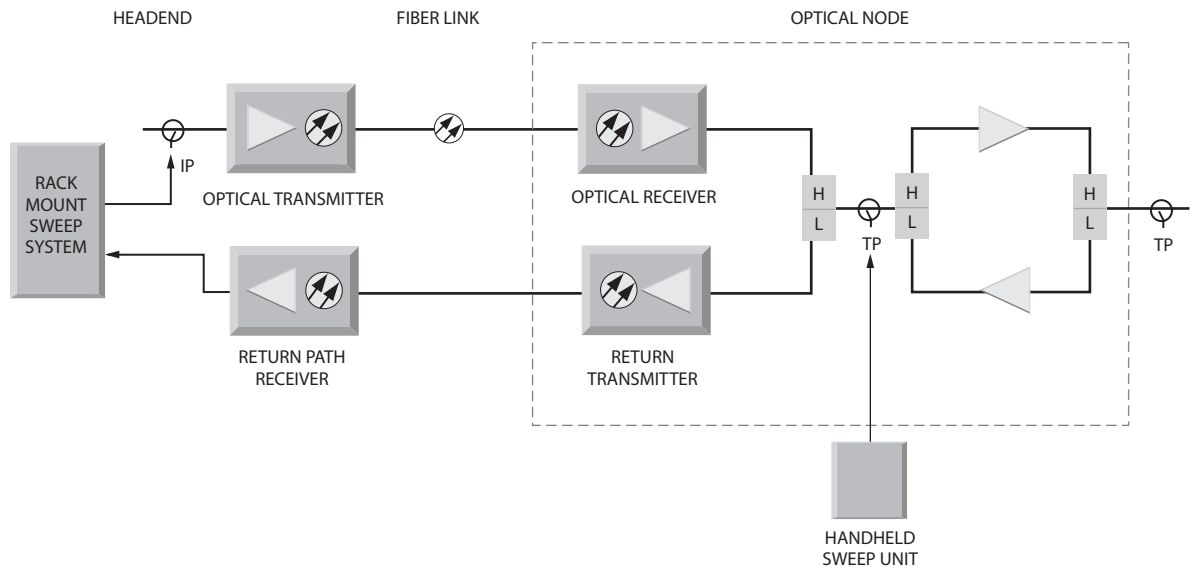 HEADEND
FIBER LINK
OPTICAL NODE
IP
RACK
MOUNT
SWEEP
SYSTEM
OPTICAL TRANSMITTER
OPTICAL RECEIVER
H
L
TP
H
L
H
L
TP
RETURN PATH
RECEIVER
RETURN
TRANSMITTER
HANDHELD
SWEEP UNIT